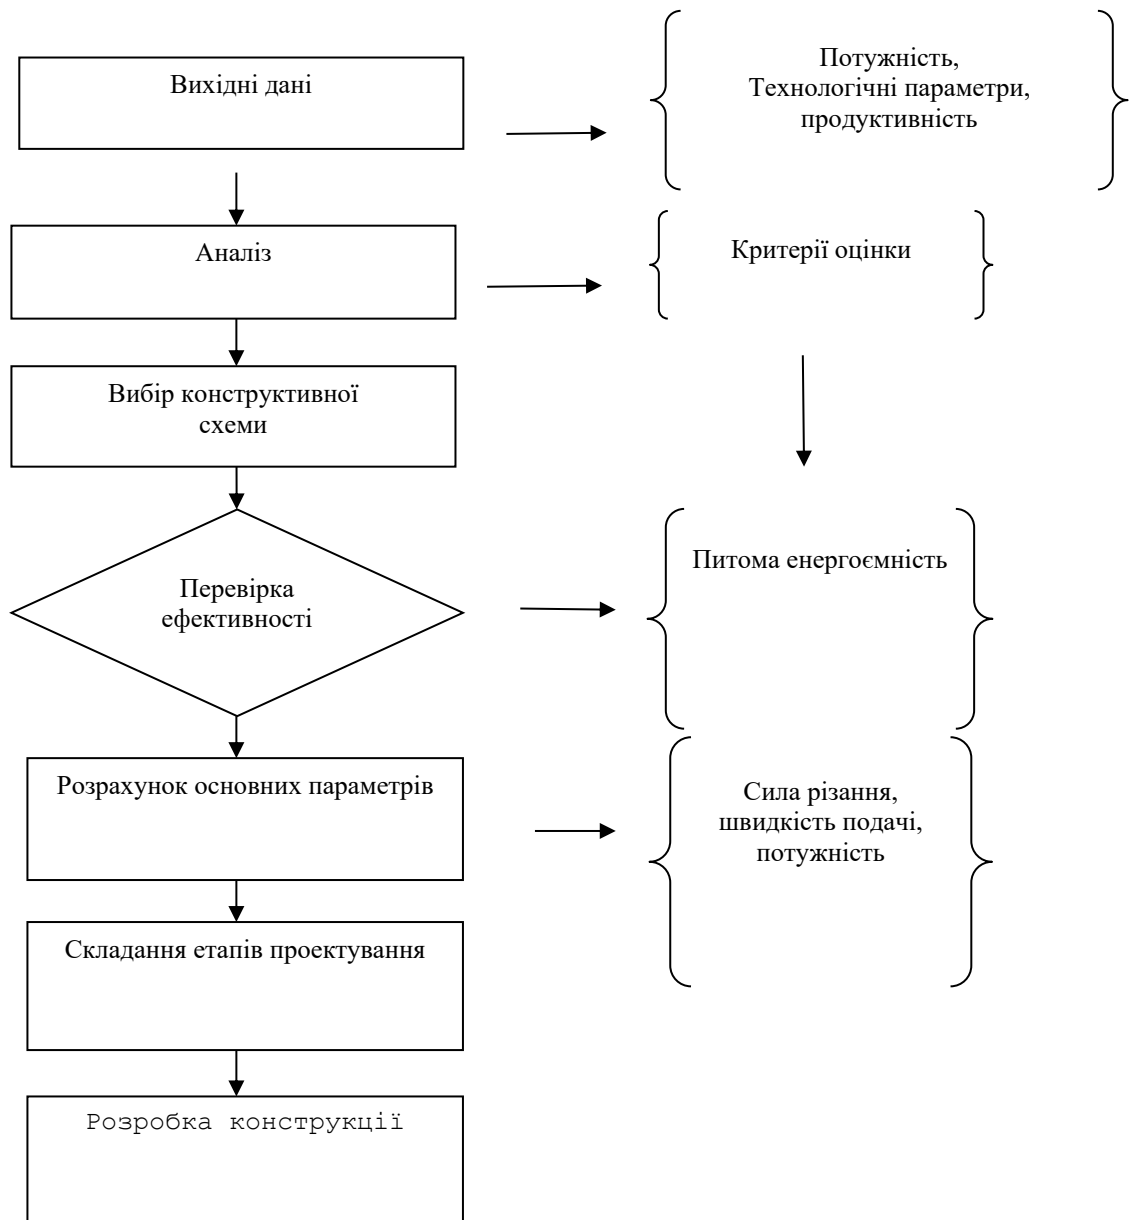 Вихідні дані
Потужність,
Технологічні параметри,
продуктивність
Аналіз
Критерії оцінки
Вибір конструктивної
схеми
Перевірка
ефективності
Питома енергоємність
Розрахунок основних параметрів
Сила різання,
швидкість подачі,
потужність
Складання етапів проектування
Розробка конструкції